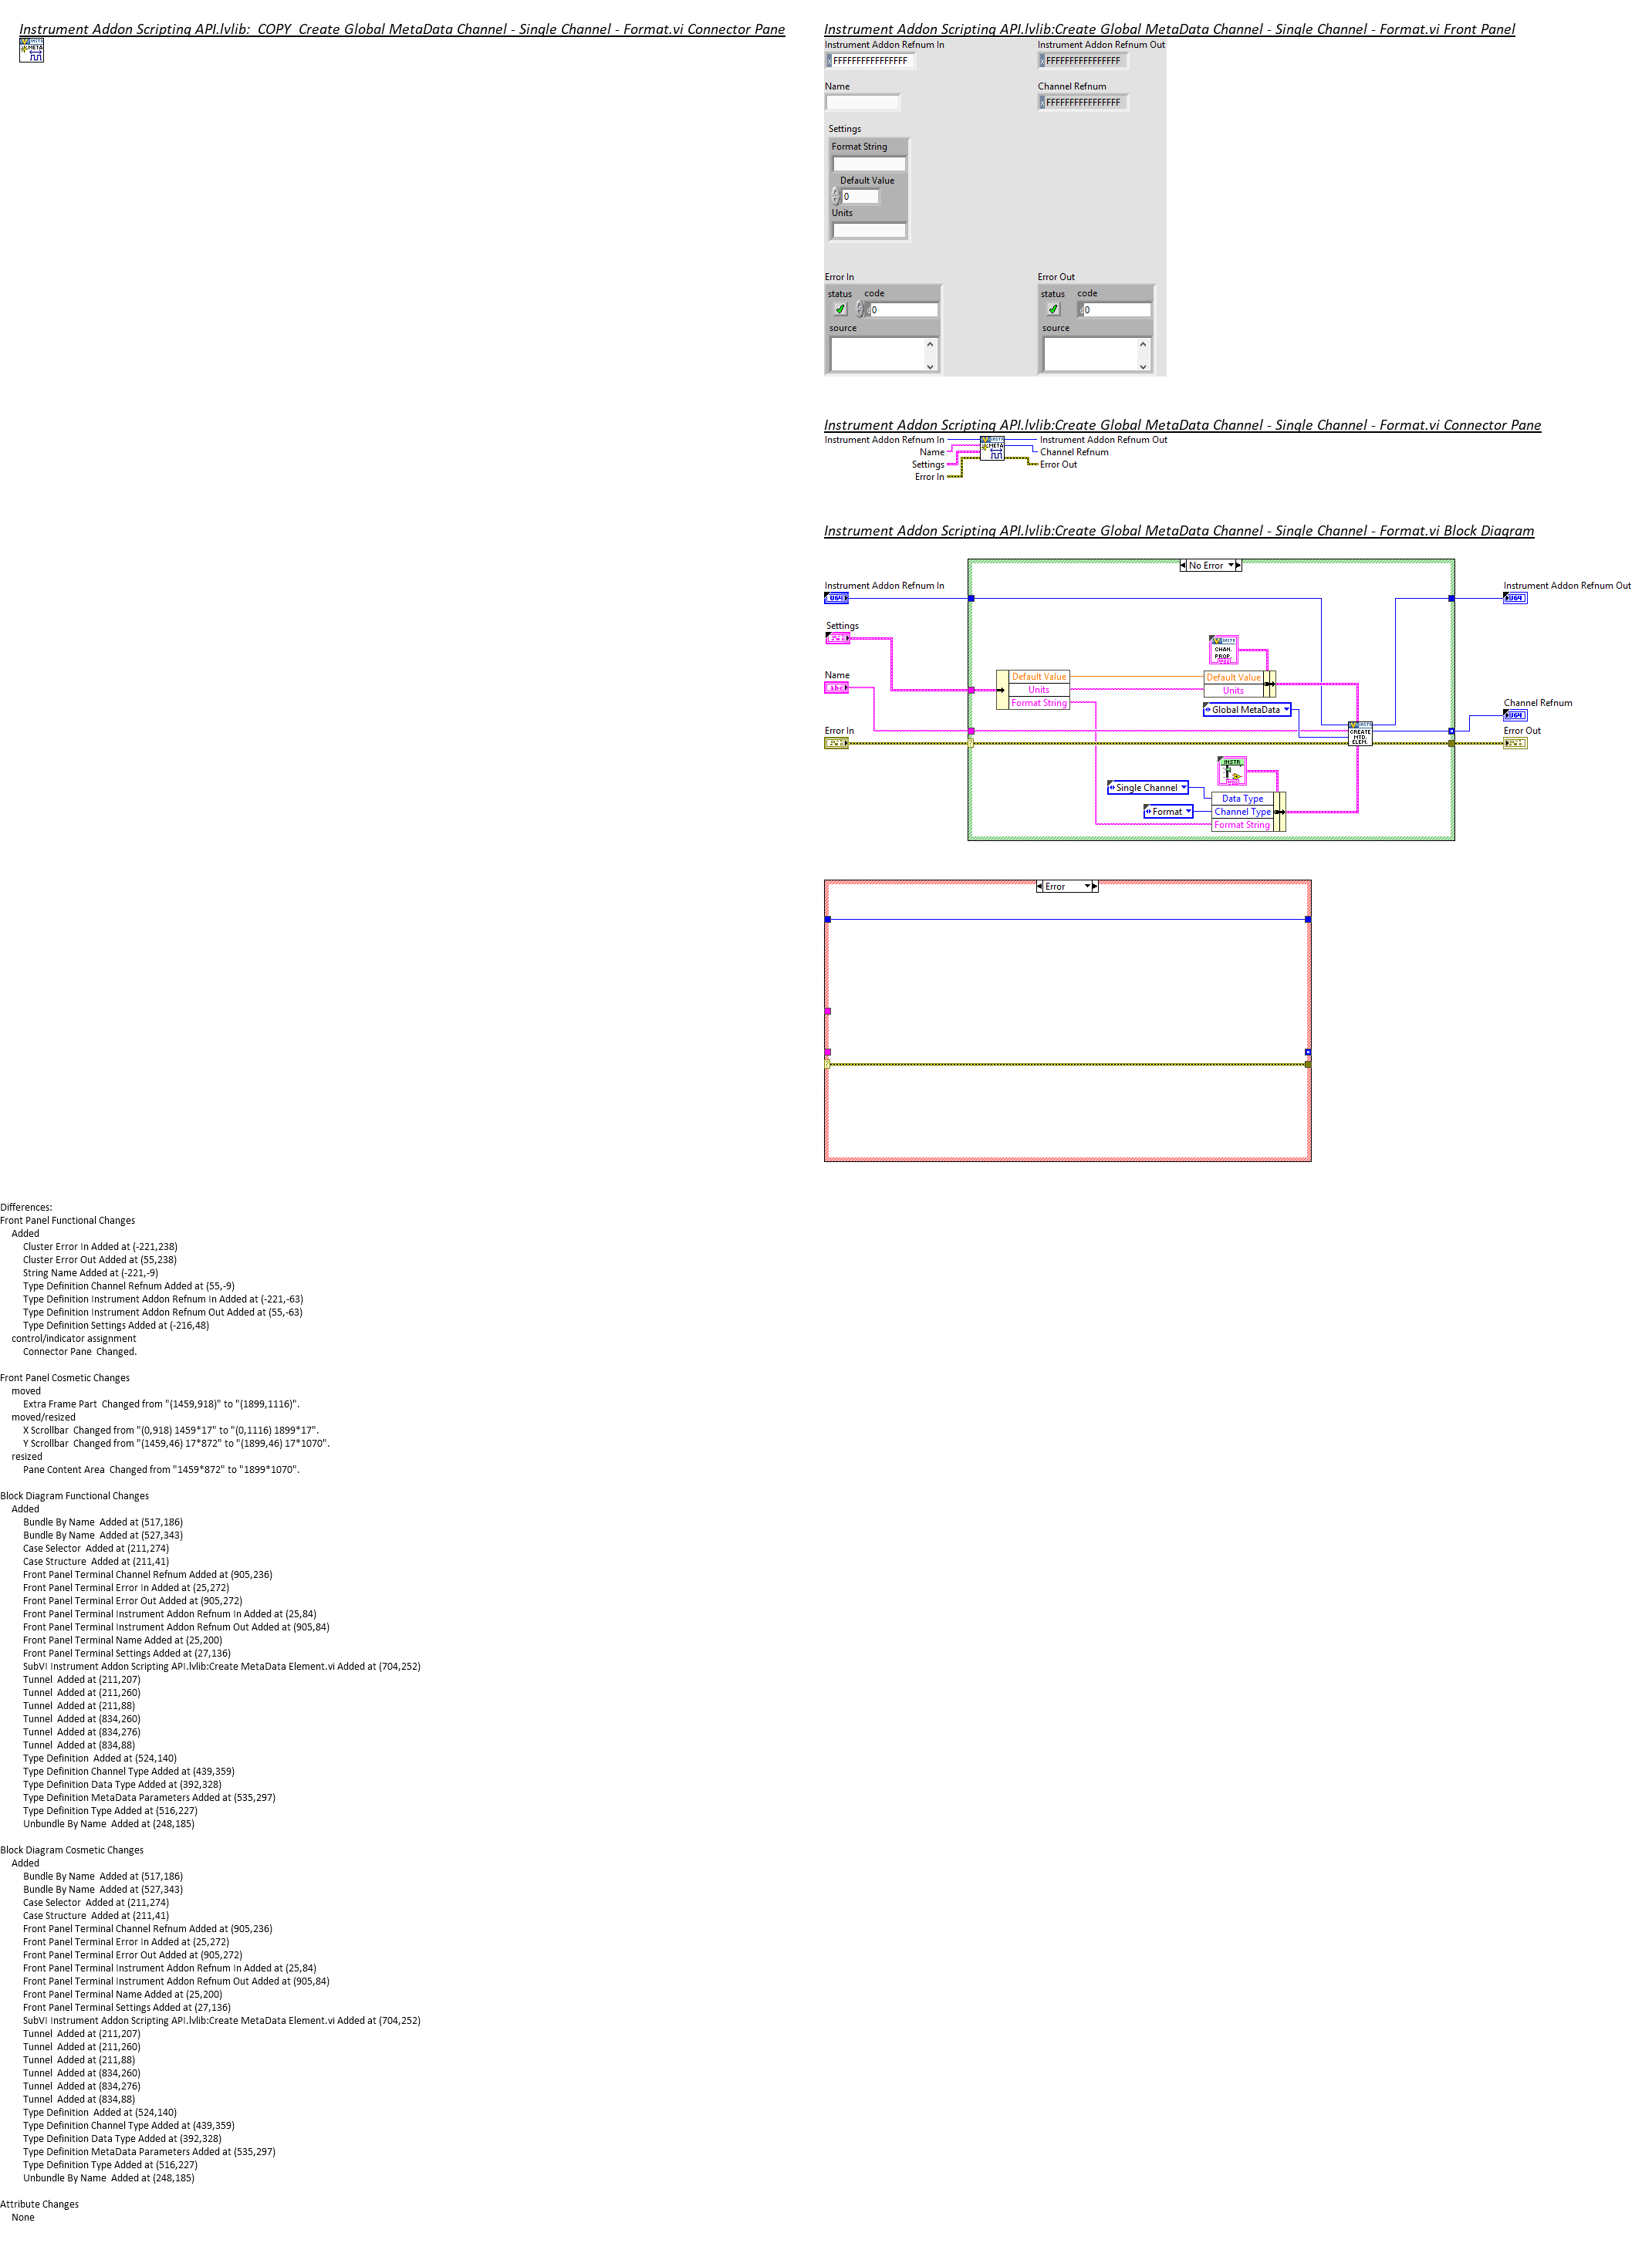 Instrument Addon Scripting API.lvlib:_COPY_Create Global MetaData Channel - Single Channel - Format.vi Connector Pane
INSTR
META
Instrument Addon Scripting API.lvlib:Create Global MetaData Channel - Single Channel - Format.vi Front Panel
Instrument Addon Refnum In
Instrument Addon Refnum Out
x FFFFFFFFFFFFFFFF
x FFFFFFFFFFFFFFFF
Name
Channel Refnum
x FFFFFFFFFFFFFFFF
Settings
Format String
Default Value
0
Units
Error In
Error Out
status code
status code
0
0
source
source
Instrument Addon Scripting API.lvlib:Create Global MetaData Channel - Single Channel - Format.vi Connector Pane
Instrument Addon Refnum In
Instrument Addon Refnum Out
INSTR
META
Name
Channel Refnum
Settings
Error Out
Error In
Instrument Addon Scripting API.lvlib:Create Global MetaData Channel - Single Channel - Format.vi Block Diagram
No Error
Instrument Addon Refnum In
Instrument Addon Refnum Out
U64
U64
Settings
INSTR
CHAN.
PROP.
Name
abc
Default Value
Units
Format String
Default Value
Units
Global MetaData
Channel Refnum
U64
Error In
Error Out
INSTR
CREATE
MTD.
ELEM.
INSTR.
Single Channel
Format
Data Type
Channel Type
Format String
Error
Differences:
Front Panel Functional Changes
Added
Cluster Error In Added at (-221,238)
Cluster Error Out Added at (55,238)
String Name Added at (-221,-9)
Type Definition Channel Refnum Added at (55,-9)
Type Definition Instrument Addon Refnum In Added at (-221,-63)
Type Definition Instrument Addon Refnum Out Added at (55,-63)
Type Definition Settings Added at (-216,48)
control/indicator assignment
Connector Pane  Changed.
Front Panel Cosmetic Changes
moved
Extra Frame Part  Changed from "(1459,918)" to "(1899,1116)".
moved/resized
X Scrollbar  Changed from "(0,918) 1459*17" to "(0,1116) 1899*17".
Y Scrollbar  Changed from "(1459,46) 17*872" to "(1899,46) 17*1070".
resized
Pane Content Area  Changed from "1459*872" to "1899*1070".
Block Diagram Functional Changes
Added
Bundle By Name  Added at (517,186)
Bundle By Name  Added at (527,343)
Case Selector  Added at (211,274)
Case Structure  Added at (211,41)
Front Panel Terminal Channel Refnum Added at (905,236)
Front Panel Terminal Error In Added at (25,272)
Front Panel Terminal Error Out Added at (905,272)
Front Panel Terminal Instrument Addon Refnum In Added at (25,84)
Front Panel Terminal Instrument Addon Refnum Out Added at (905,84)
Front Panel Terminal Name Added at (25,200)
Front Panel Terminal Settings Added at (27,136)
SubVI Instrument Addon Scripting API.lvlib:Create MetaData Element.vi Added at (704,252)
Tunnel  Added at (211,207)
Tunnel  Added at (211,260)
Tunnel  Added at (211,88)
Tunnel  Added at (834,260)
Tunnel  Added at (834,276)
Tunnel  Added at (834,88)
Type Definition  Added at (524,140)
Type Definition Channel Type Added at (439,359)
Type Definition Data Type Added at (392,328)
Type Definition MetaData Parameters Added at (535,297)
Type Definition Type Added at (516,227)
Unbundle By Name  Added at (248,185)
Block Diagram Cosmetic Changes
Added
Bundle By Name  Added at (517,186)
Bundle By Name  Added at (527,343)
Case Selector  Added at (211,274)
Case Structure  Added at (211,41)
Front Panel Terminal Channel Refnum Added at (905,236)
Front Panel Terminal Error In Added at (25,272)
Front Panel Terminal Error Out Added at (905,272)
Front Panel Terminal Instrument Addon Refnum In Added at (25,84)
Front Panel Terminal Instrument Addon Refnum Out Added at (905,84)
Front Panel Terminal Name Added at (25,200)
Front Panel Terminal Settings Added at (27,136)
SubVI Instrument Addon Scripting API.lvlib:Create MetaData Element.vi Added at (704,252)
Tunnel  Added at (211,207)
Tunnel  Added at (211,260)
Tunnel  Added at (211,88)
Tunnel  Added at (834,260)
Tunnel  Added at (834,276)
Tunnel  Added at (834,88)
Type Definition  Added at (524,140)
Type Definition Channel Type Added at (439,359)
Type Definition Data Type Added at (392,328)
Type Definition MetaData Parameters Added at (535,297)
Type Definition Type Added at (516,227)
Unbundle By Name  Added at (248,185)
Attribute Changes
None